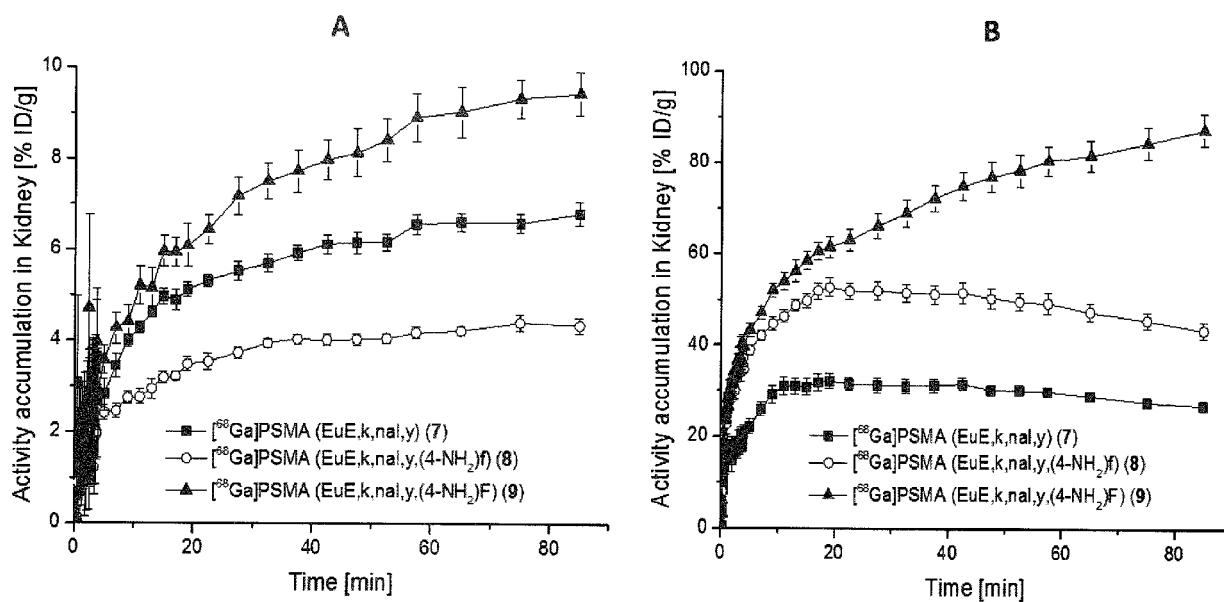 A
Activity accumulation in Kidney [% ID/g]
10
8
6
4
2
0
[⁶⁸Ga]PSMA (EuE,k,nal,y) (7)
[⁶⁸Ga]PSMA (EuE,k,nal,y,(4-NH₂)f) (8)
[⁶⁸Ga]PSMA (EuE,k,nal,y,(4-NH₂)F) (9)
0 20 40 60 80
Time [min]
B
Activity accumulation in Kidney [% ID/g]
100
80
60
40
20
0
[⁶⁸Ga]PSMA (EuE,k,nal,y) (7)
[⁶⁸Ga]PSMA (EuE,k,nal,y,(4-NH₂)f) (8)
[⁶⁸Ga]PSMA (EuE,k,nal,y,(4-NH₂)F) (9)
0 20 40 60 80
Time [min]